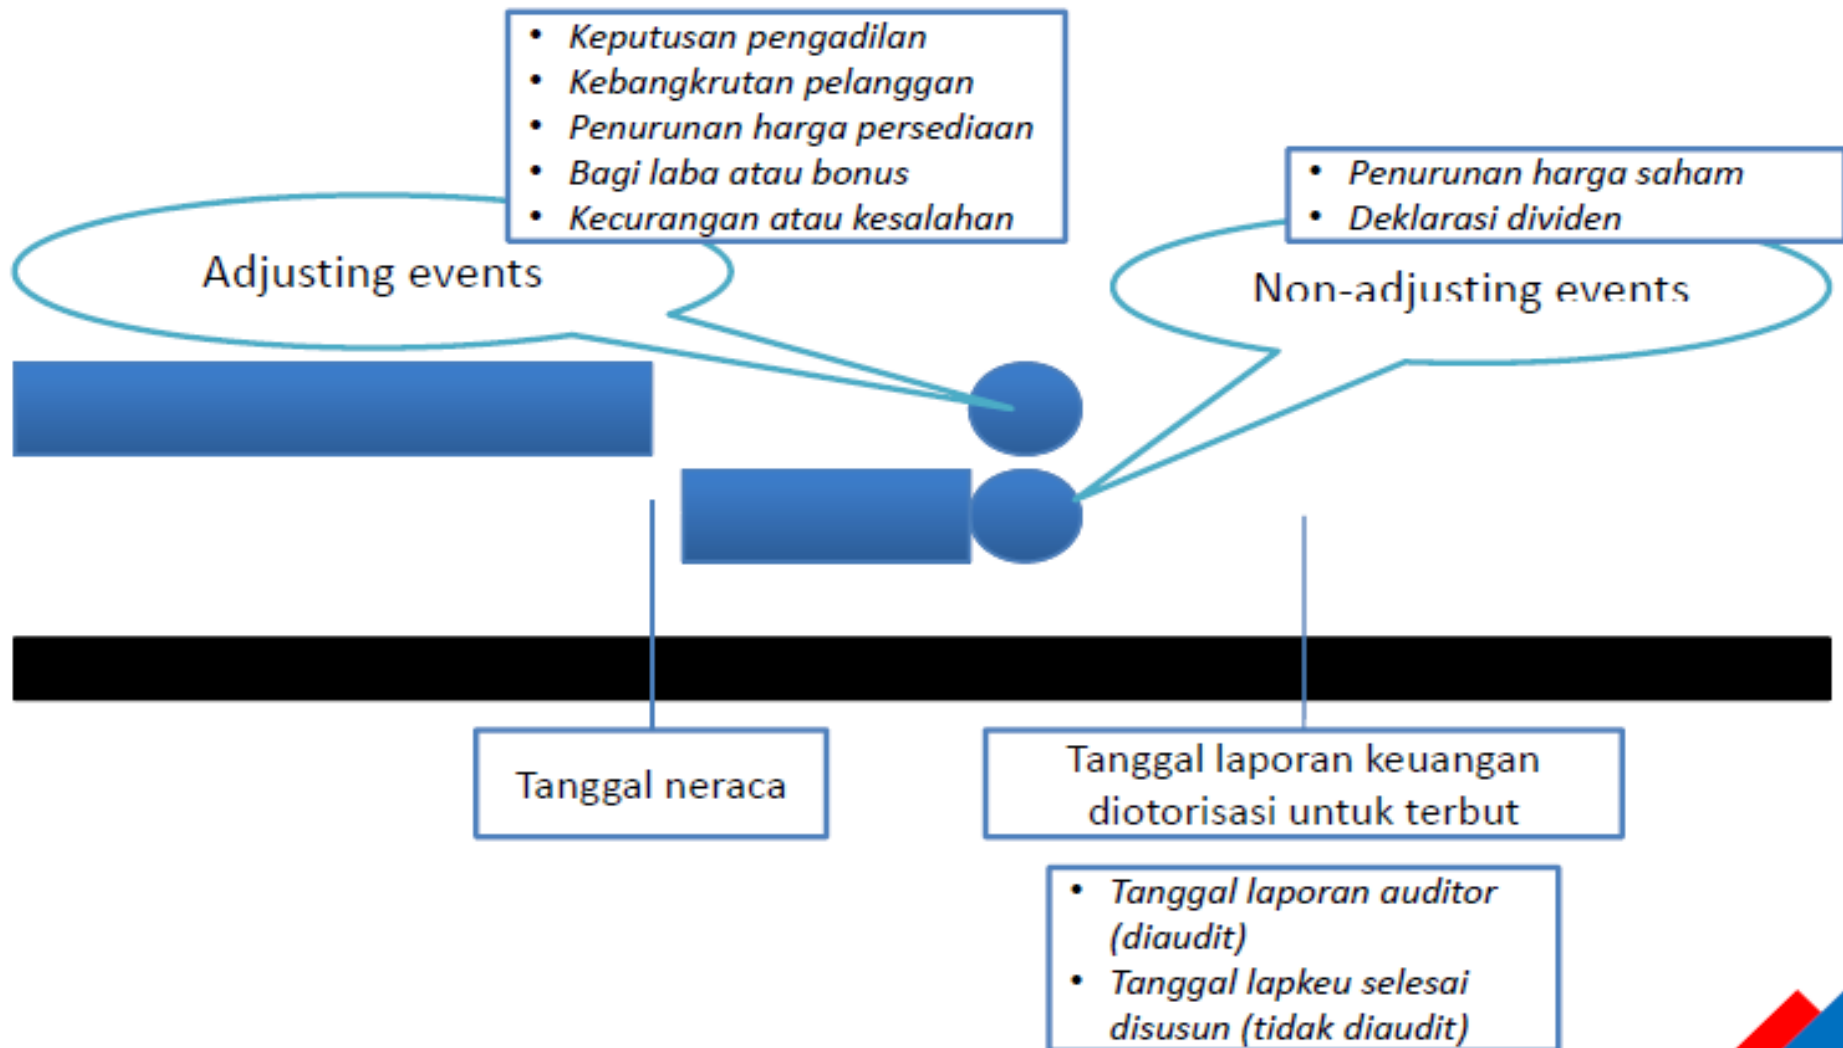 • Keputusan pengadilan
• Kebangkrutan pelanggan
• Penurunan harga persediaan
• Bagi laba atau bonus
• Kecurangan atau kesalahan
• Penurunan harga saham
• Deklarasi dividen
Adjusting events
Non-adjusting events
Tanggal neraca
Tanggal laporan keuangan
diotorisasi untuk terbut
• Tanggal laporan auditor
(diaudit)
• Tanggal lapkeu selesai
disusun (tidak diaudit)